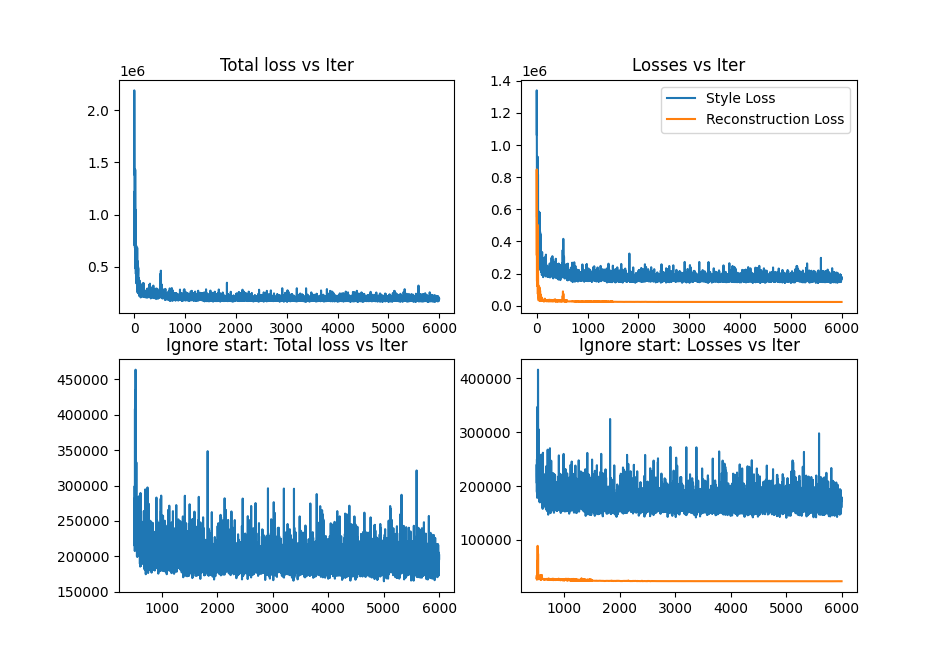 Total loss vs Iter
1e6
2.0
1.5
1.0
0.5
0 1000 2000 3000 4000 5000 6000
Losses vs Iter
1e6
1.4
1.2
1.0
0.8
0.6
0.4
0.2
0.0
Style Loss
Reconstruction Loss
0 1000 2000 3000 4000 5000 6000
Ignore start: Total loss vs Iter
450000
400000
350000
300000
250000
200000
150000
1000 2000 3000 4000 5000 6000
Ignore start: Losses vs Iter
400000
300000
200000
100000
1000 2000 3000 4000 5000 6000